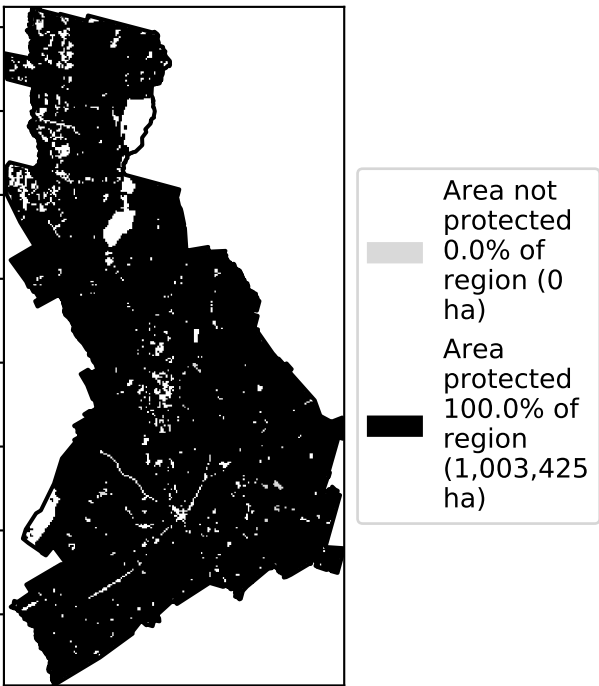 Area not
protected
0.0% of
region (0
ha)
Area
protected
100.0% of
region
(1,003,425
ha)